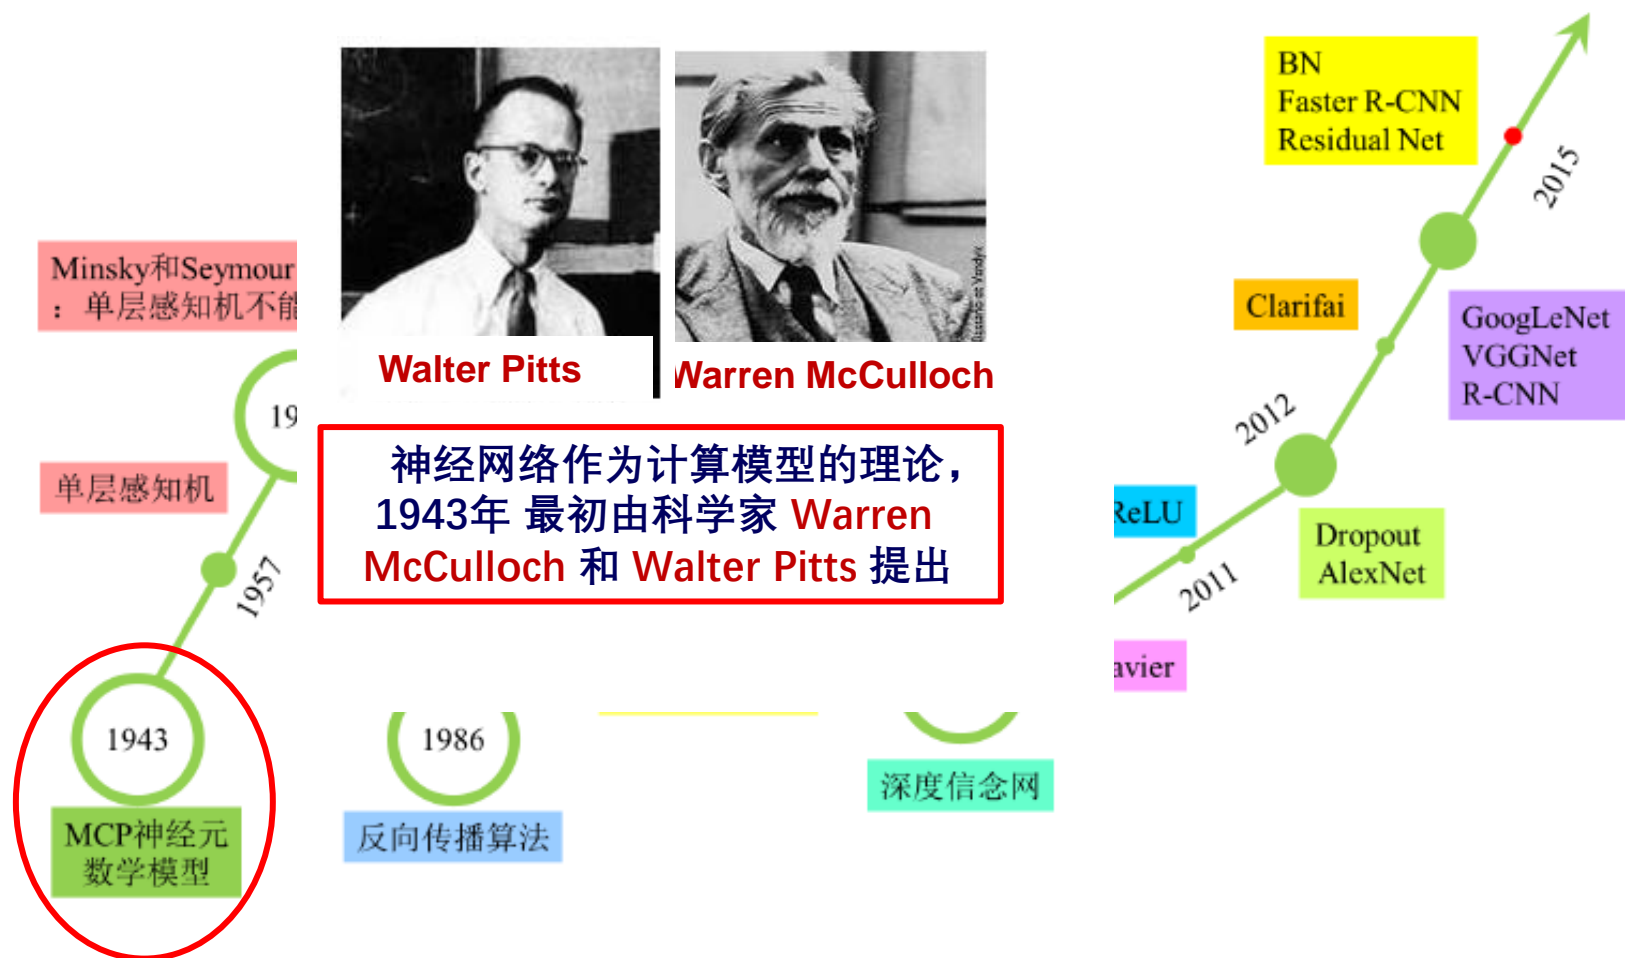 BN
Faster R-CNN
Residual Net
2015
Minsky和Seymour
：单层感知机不能
Clarifai
GoogLeNet
VGGNet
R-CNN
Walter Pitts
Warren McCulloch
19
2012
神经网络作为计算模型的理论，
1943年 最初由科学家 Warren
McCulloch 和 Walter Pitts 提出
单层感知机
ReLU
Dropout
AlexNet
1957
2011
avier
1943
1986
MCP神经元
数学模型
反向传播算法
深度信念网